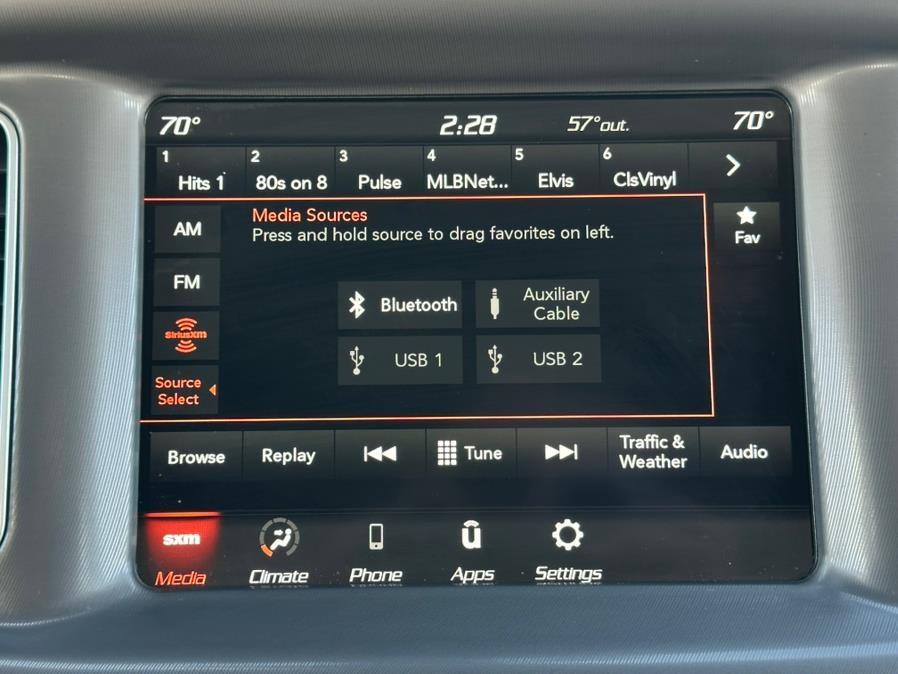 70° 2:28 57°out. 70°
1 2 3 4 5 6
Hits 1 80s on 8 Pulse MLBNet... Elvis ClsVinyl
AM
FM
SiriusXM
Source
Select
Media Sources
Press and hold source to drag favorites on left.
Bluetooth
Auxiliary
Cable
USB 1
USB 2
Fav
Browse Replay Tune Traffic &
Weather Audio
sxm
Media Climate Phone Apps Settings